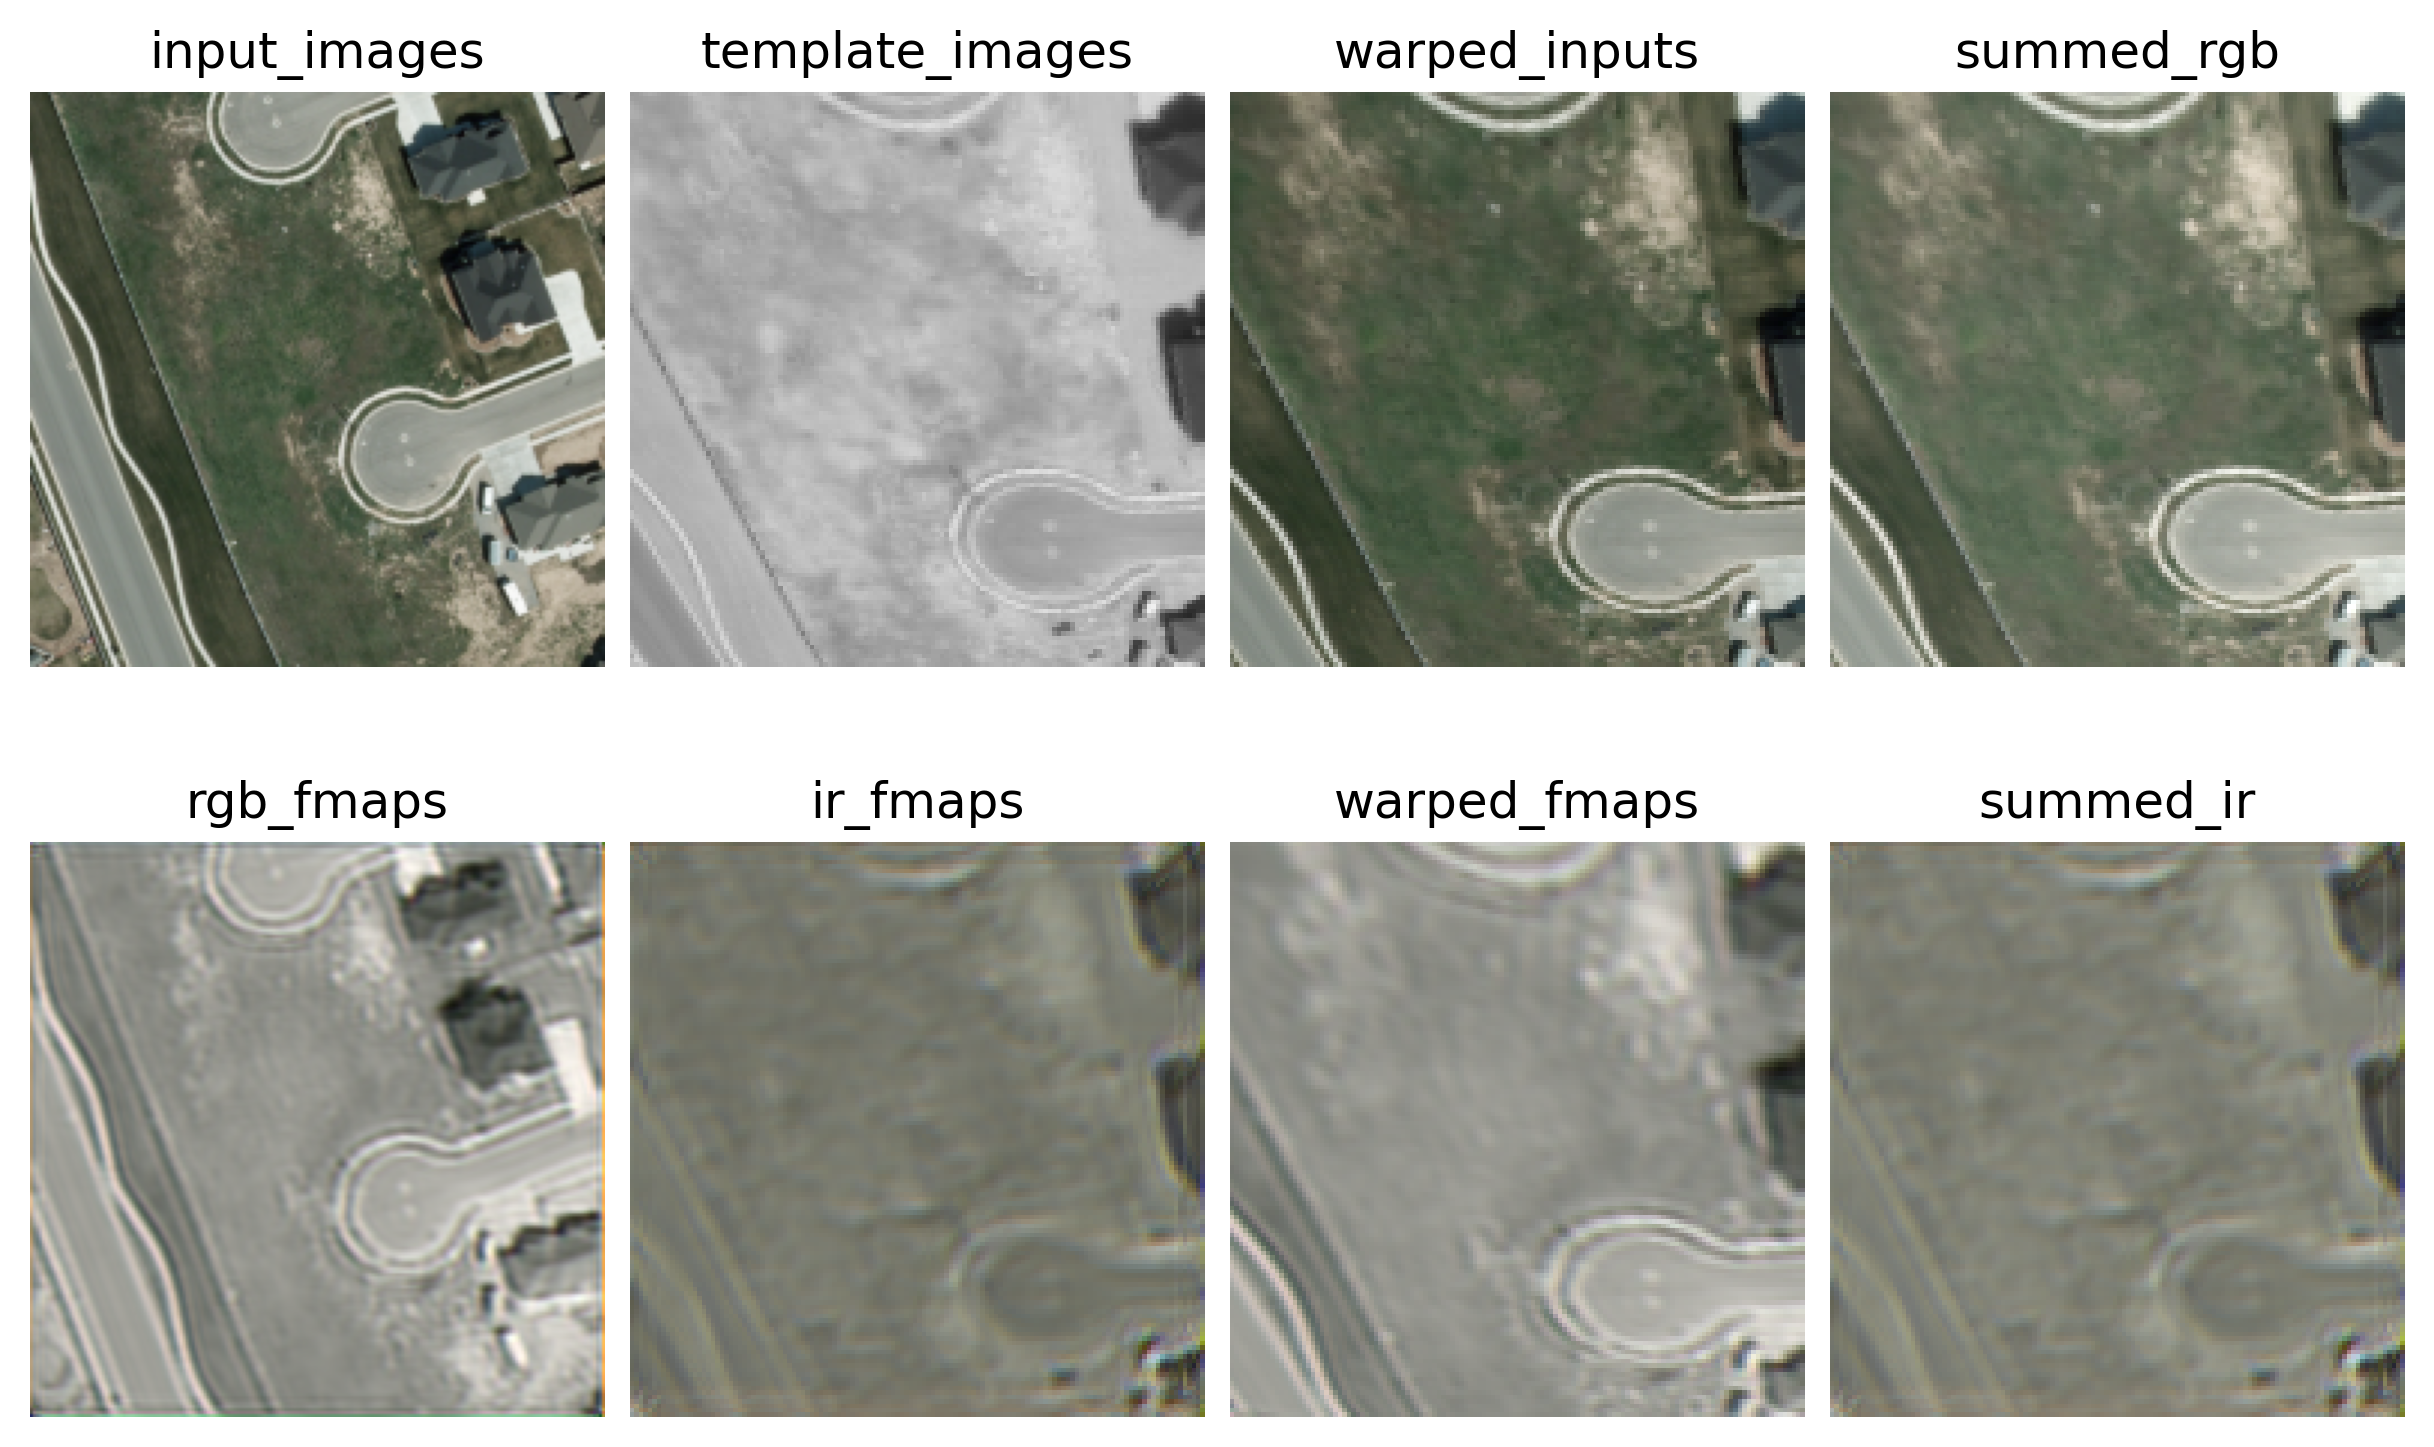 input_images
template_images
warped_inputs
summed_rgb
rgb_fmaps
ir_fmaps
warped_fmaps
summed_ir